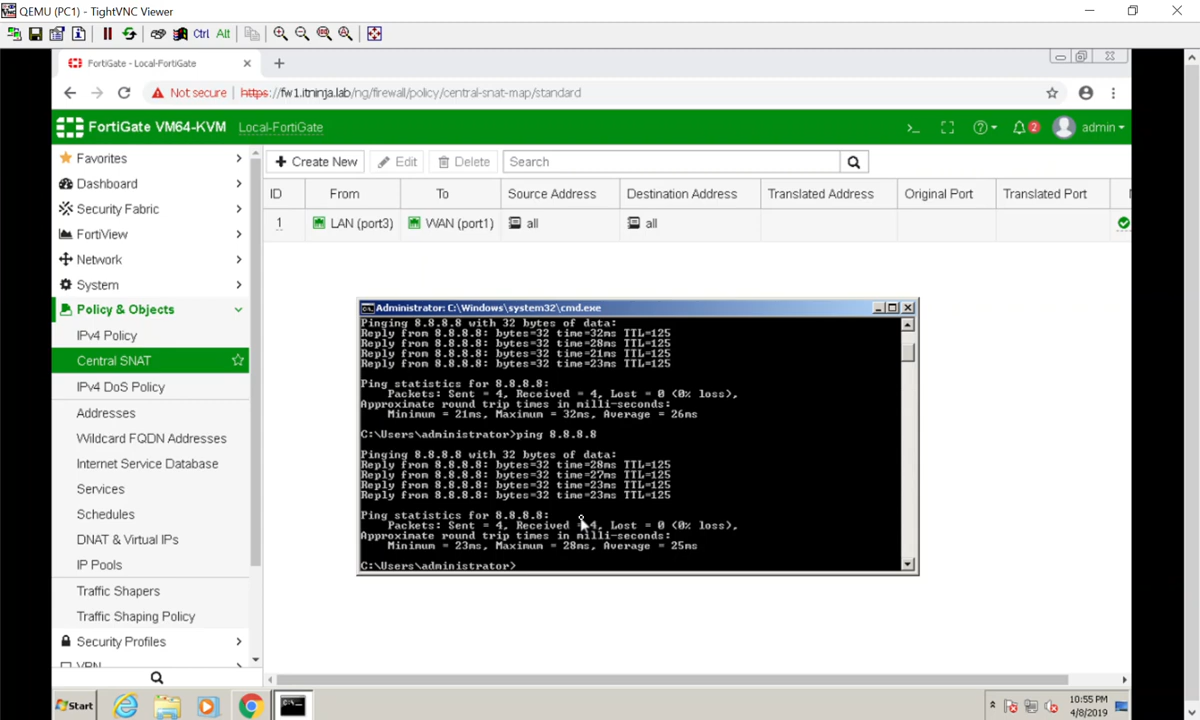 QEMU (PC1) - TightVNC Viewer
Ctrl Alt
FortiGate - Local-FortiGate
Not secure | https://fw1.itninja.lab/ng/firewall/policy/central-snat-map/standard
FortiGate VM64-KVM Local-FortiGate
>_ 2 admin
Favorites
Dashboard
Security Fabric
FortiView
Network
System
Policy & Objects
IPv4 Policy
Central SNAT
IPv4 DoS Policy
Addresses
Wildcard FQDN Addresses
Internet Service Database
Services
Schedules
DNAT & Virtual IPs
IP Pools
Traffic Shapers
Traffic Shaping Policy
Security Profiles
VPN
+ Create New Edit Delete Search
ID From To Source Address Destination Address Translated Address Original Port Translated Port
1 LAN (port3) WAN (port1) all all
Administrator: C:\Windows\system32\cmd.exe
Pinging 8.8.8.8 with 32 bytes of data:
Reply from 8.8.8.8: bytes=32 time=32ms TTL=125
Reply from 8.8.8.8: bytes=32 time=28ms TTL=125
Reply from 8.8.8.8: bytes=32 time=21ms TTL=125
Reply from 8.8.8.8: bytes=32 time=23ms TTL=125
Ping statistics for 8.8.8.8:
Packets: Sent = 4, Received = 4, Lost = 0 (0% loss),
Approximate round trip times in milli-seconds:
Minimum = 21ms, Maximum = 32ms, Average = 26ms
C:\Users\administrator>ping 8.8.8.8
Pinging 8.8.8.8 with 32 bytes of data:
Reply from 8.8.8.8: bytes=32 time=28ms TTL=125
Reply from 8.8.8.8: bytes=32 time=27ms TTL=125
Reply from 8.8.8.8: bytes=32 time=23ms TTL=125
Reply from 8.8.8.8: bytes=32 time=23ms TTL=125
Ping statistics for 8.8.8.8:
Packets: Sent = 4, Received = 4, Lost = 0 (0% loss),
Approximate round trip times in milli-seconds:
Minimum = 23ms, Maximum = 28ms, Average = 25ms
C:\Users\administrator>
Start
10:55 PM
4/8/2019